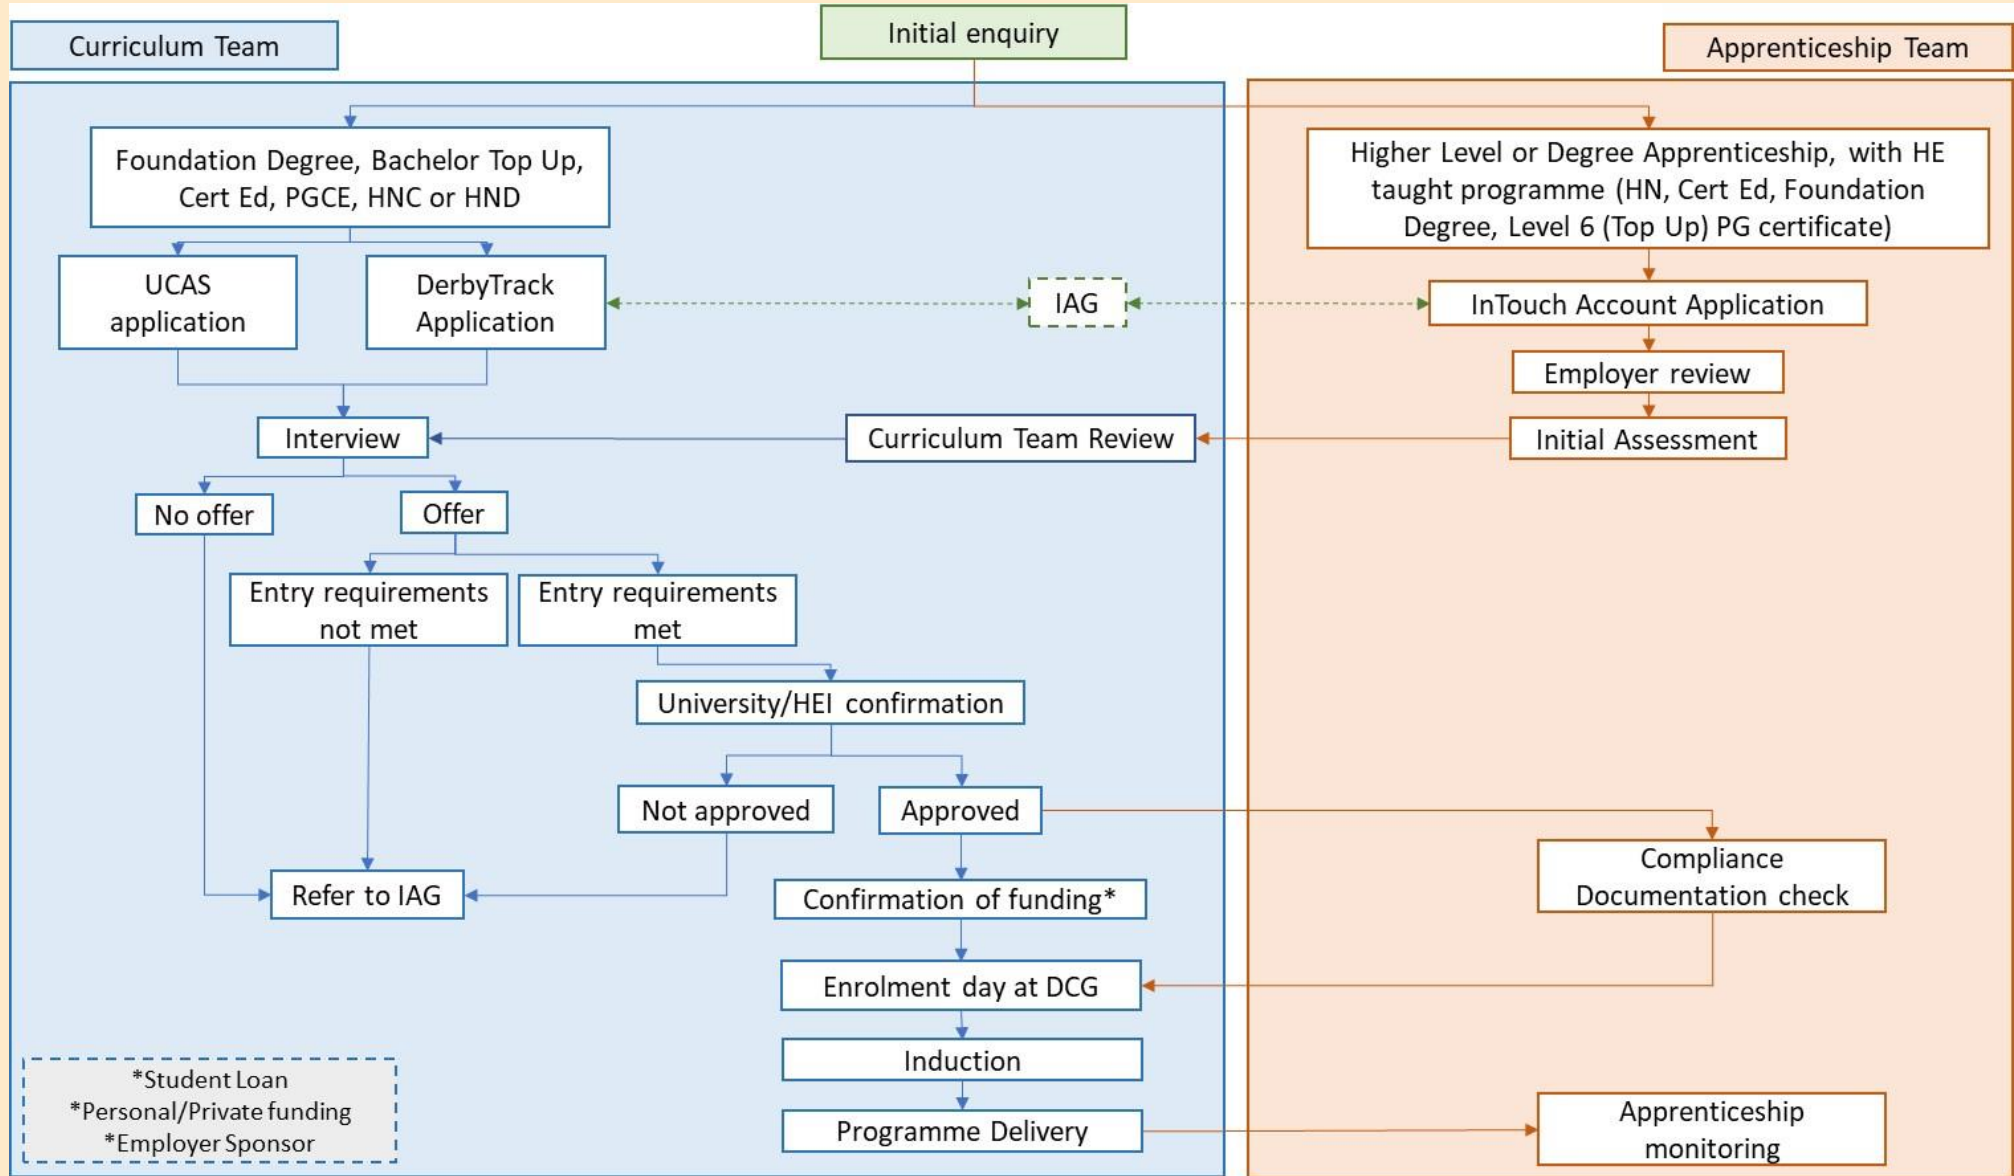 Initial enquiry
Curriculum Team
Apprenticeship Team
Foundation Degree, Bachelor Top Up,
Cert Ed, PGCE, HNC or HND
Higher Level or Degree Apprenticeship, with HE
taught programme (HN, Cert Ed, Foundation
Degree, Level 6 (Top Up) PG certificate)
UCAS
application
DerbyTrack
Application
IAG
InTouch Account Application
Employer review
Interview
Curriculum Team Review
Initial Assessment
No offer
Offer
Entry requirements
not met
Entry requirements
met
University/HEI confirmation
Not approved
Approved
Compliance
Documentation check
Refer to IAG
Confirmation of funding*
Enrolment day at DCG
Induction
Programme Delivery
Apprenticeship
monitoring
*Student Loan
*Personal/Private funding
*Employer Sponsor